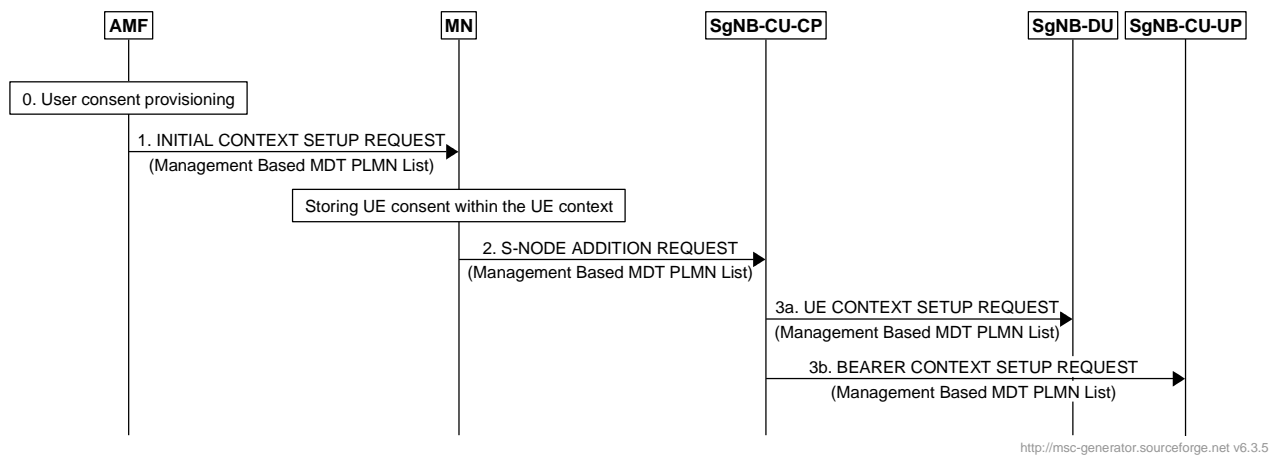 AMF MN SgNB-CU-CP SgNB-DU SgNB-CU-UP
0. User consent provisioning
1. INITIAL CONTEXT SETUP REQUEST
(Management Based MDT PLMN List)
Storing UE consent within the UE context
2. S-NODE ADDITION REQUEST
(Management Based MDT PLMN List)
3a. UE CONTEXT SETUP REQUEST
(Management Based MDT PLMN List)
3b. BEARER CONTEXT SETUP REQUEST
(Management Based MDT PLMN List)
http://msc-generator.sourceforge.net v6.3.5